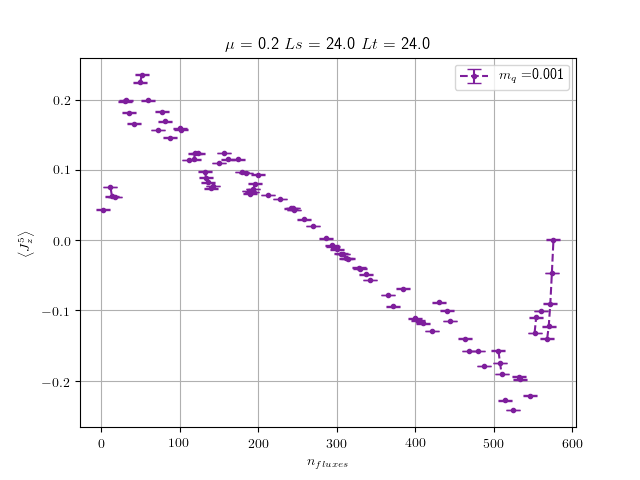 μ = 0.2 Ls = 24.0 Lt = 24.0
m_q =0.001
⟨J_z^5⟩
0.2
0.1
0.0
−0.1
−0.2
0 100 200 300 400 500 600
n_fluxes